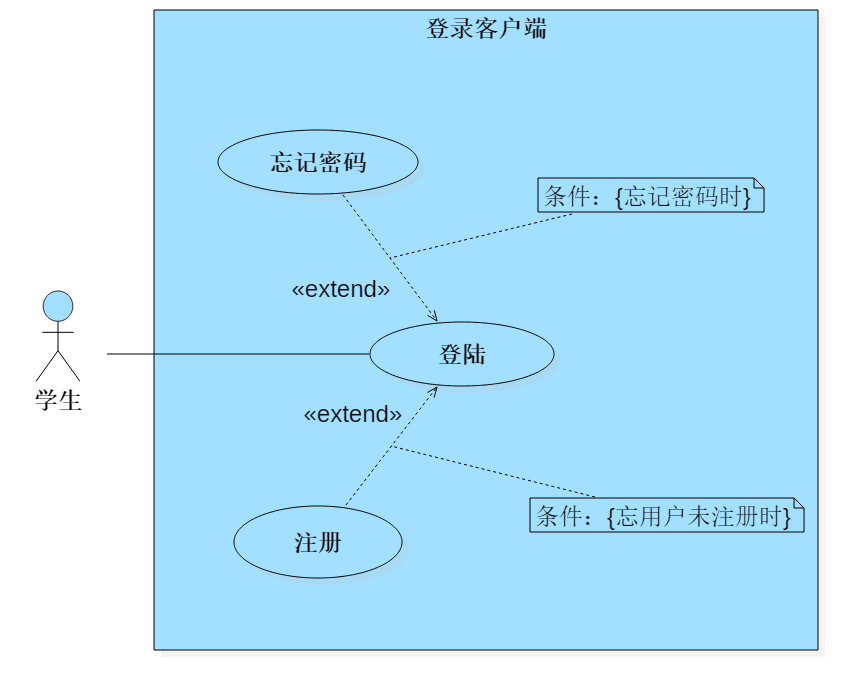 登录客户端
忘记密码
条件：{忘记密码时}
«extend»
登陆
学生
«extend»
条件：{忘用户未注册时}
注册